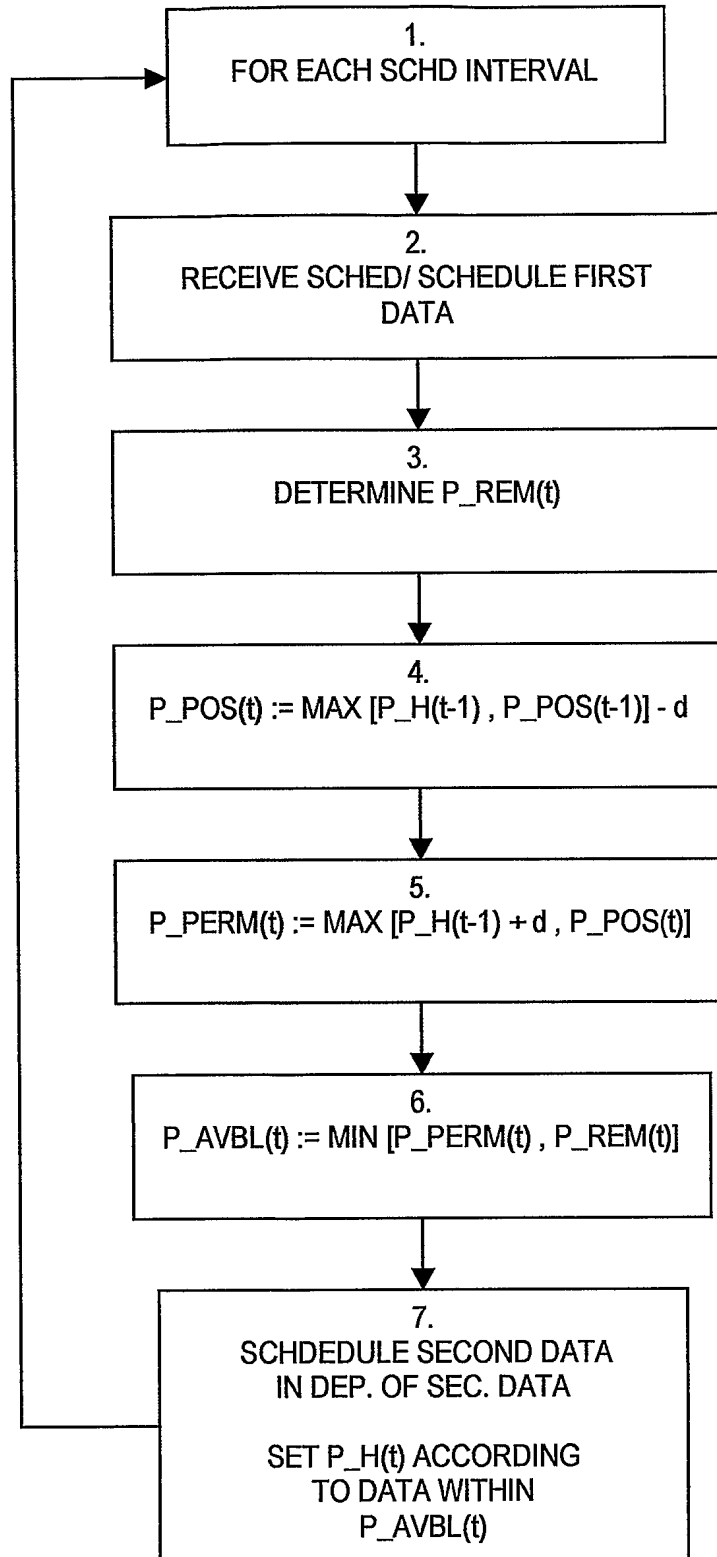 1.
FOR EACH SCHD INTERVAL
2.
RECEIVE SCHED/ SCHEDULE FIRST
DATA
3.
DETERMINE P_REM(t)
4.
P_POS(t) := MAX [P_H(t-1) , P_POS(t-1)] - d
5.
P_PERM(t) := MAX [P_H(t-1) + d , P_POS(t)]
6.
P_AVBL(t) := MIN [P_PERM(t) , P_REM(t)]
7.
SCHDEDULE SECOND DATA
IN DEP. OF SEC. DATA
SET P_H(t) ACCORDING
TO DATA WITHIN
P_AVBL(t)